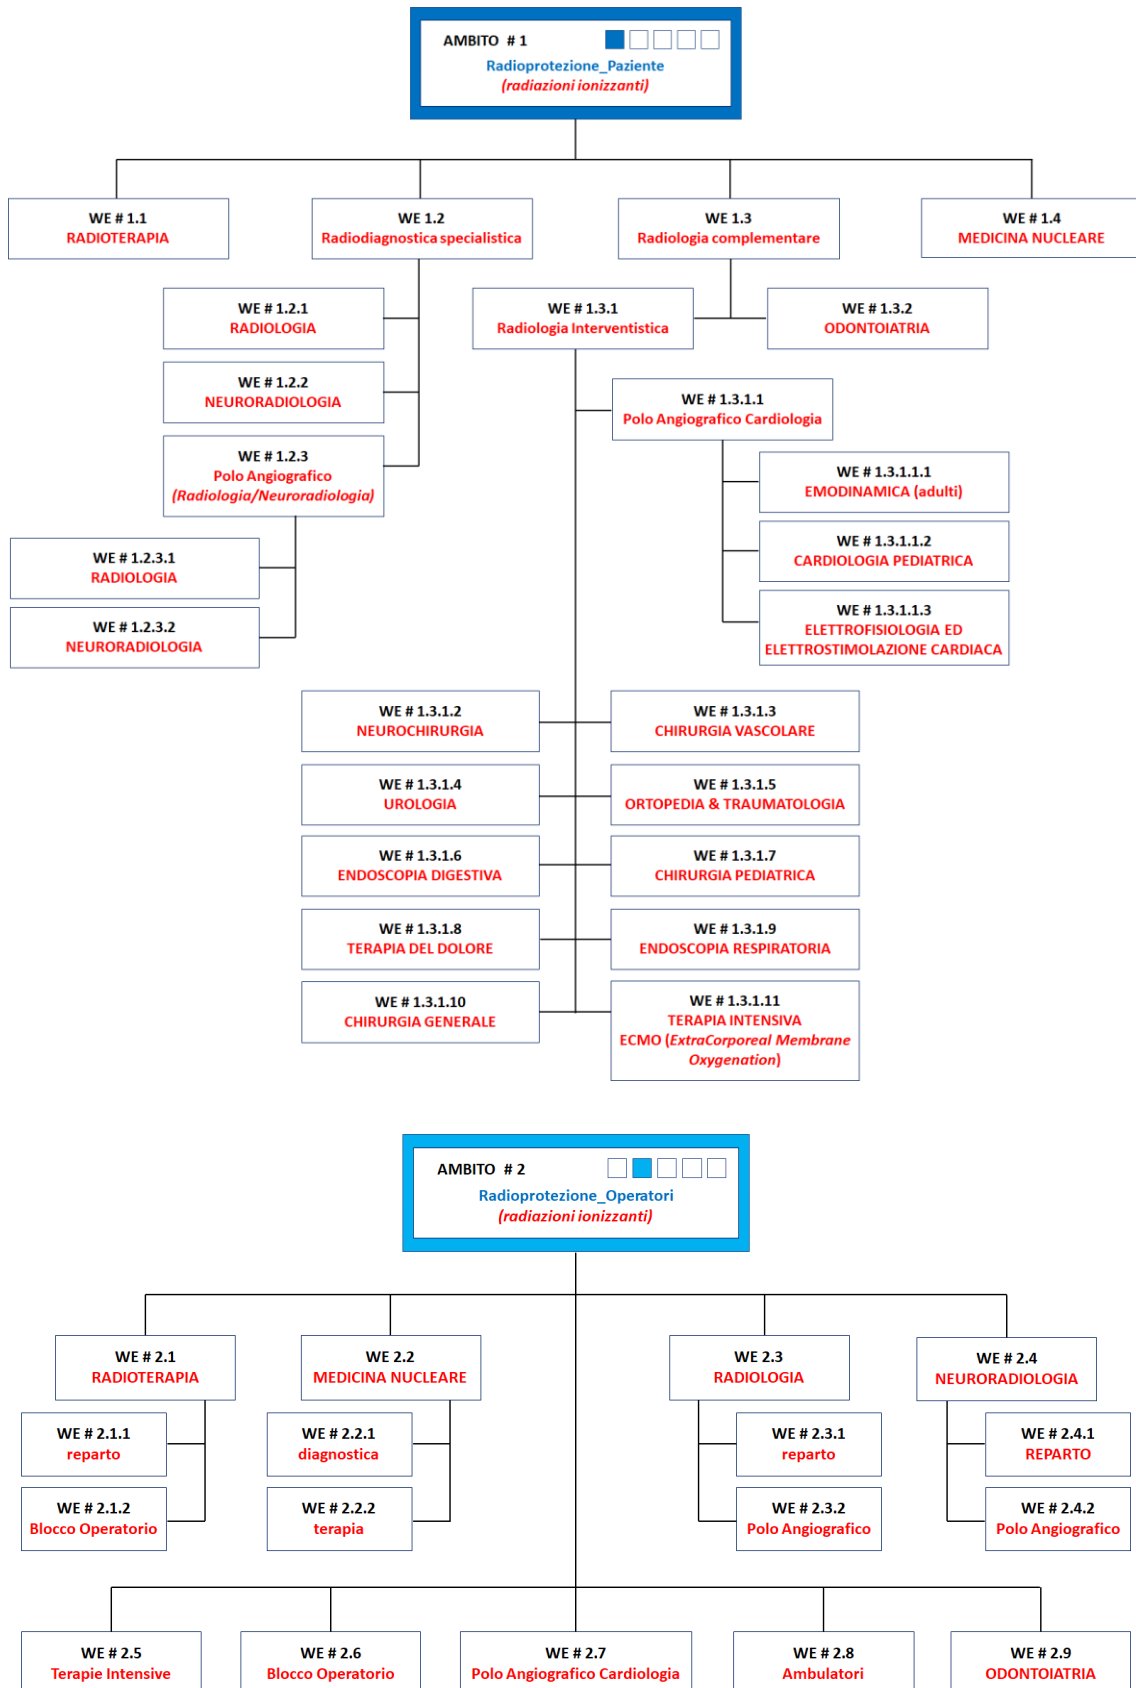 AMBITO # 1
Radioprotezione_Paziente
(radiazioni ionizzanti)
WE # 1.1
RADIOTERAPIA
WE 1.2
Radiodiagnostica specialistica
WE 1.3
Radiologia complementare
WE # 1.4
MEDICINA NUCLEARE
WE # 1.2.1
RADIOLOGIA
WE # 1.2.2
NEURORADIOLOGIA
WE # 1.2.3
Polo Angiografico
(Radiologia/Neuroradiologia)
WE # 1.2.3.1
RADIOLOGIA
WE # 1.2.3.2
NEURORADIOLOGIA
WE # 1.3.1
Radiologia Interventistica
WE # 1.3.2
ODONTOIATRIA
WE # 1.3.1.1
Polo Angiografico Cardiologia
WE # 1.3.1.1.1
EMODINAMICA (adulti)
WE # 1.3.1.1.2
CARDIOLOGIA PEDIATRICA
WE # 1.3.1.1.3
ELETTROFISIOLOGIA ED
ELETTROSTIMOLAZIONE CARDIACA
WE # 1.3.1.2
NEUROCHIRURGIA
WE # 1.3.1.3
CHIRURGIA VASCOLARE
WE # 1.3.1.4
UROLOGIA
WE # 1.3.1.5
ORTOPEDIA & TRAUMATOLOGIA
WE # 1.3.1.6
ENDOSCOPIA DIGESTIVA
WE # 1.3.1.7
CHIRURGIA PEDIATRICA
WE # 1.3.1.8
TERAPIA DEL DOLORE
WE # 1.3.1.9
ENDOSCOPIA RESPIRATORIA
WE # 1.3.1.10
CHIRURGIA GENERALE
WE # 1.3.1.11
TERAPIA INTENSIVA
ECMO (ExtraCorporeal Membrane
Oxygenation)
AMBITO # 2
Radioprotezione_Operatori
(radiazioni ionizzanti)
WE # 2.1
RADIOTERAPIA
WE 2.2
MEDICINA NUCLEARE
WE 2.3
RADIOLOGIA
WE # 2.4
NEURORADIOLOGIA
WE # 2.1.1
reparto
WE # 2.2.1
diagnostica
WE # 2.3.1
reparto
WE # 2.4.1
REPARTO
WE # 2.1.2
Blocco Operatorio
WE # 2.2.2
terapia
WE # 2.3.2
Polo Angiografico
WE # 2.4.2
Polo Angiografico
WE # 2.5
Terapie Intensive
WE # 2.6
Blocco Operatorio
WE # 2.7
Polo Angiografico Cardiologia
WE # 2.8
Ambulatori
WE # 2.9
ODONTOIATRIA